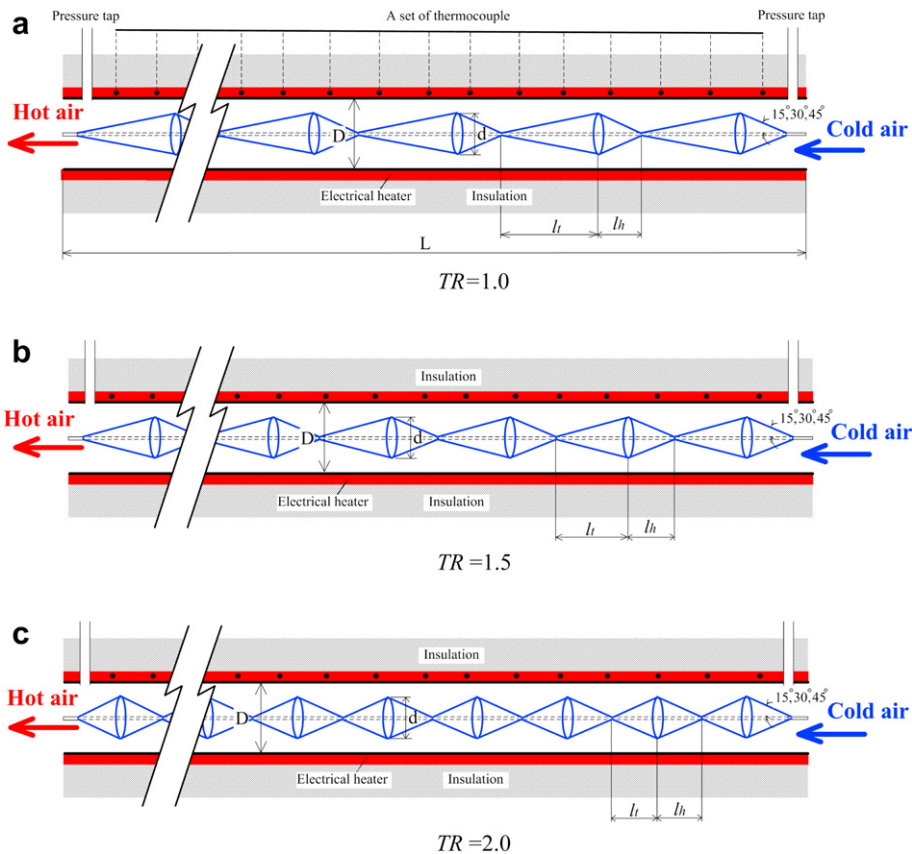 a
Pressure tap
A set of thermocouple
Pressure tap
Hot air
D
d
15°,30°,45°
Cold air
Electrical heater
Insulation
lt
lh
L
TR=1.0
b
Insulation
Hot air
D
d
15°,30°,45°
Cold air
Electrical heater
Insulation
lt
lh
TR =1.5
c
Insulation
Hot air
D
d
15°,30°,45°
Cold air
Electrical heater
Insulation
lt
lh
TR =2.0